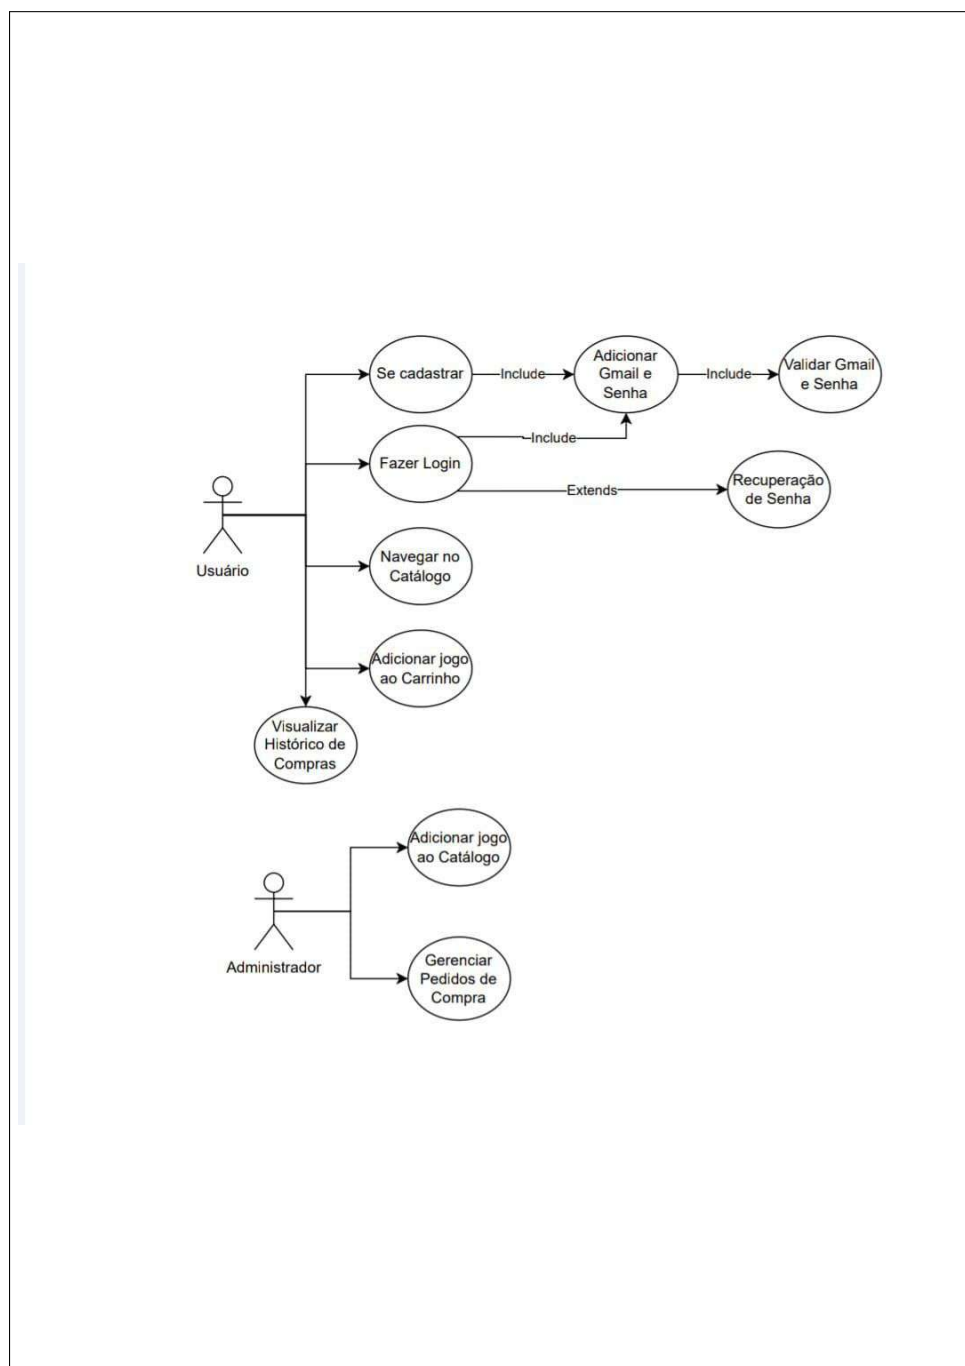 Se cadastrar
Include
Adicionar
Gmail e
Senha
Include
Validar Gmail
e Senha
Fazer Login
Include
Extends
Recuperação
de Senha
Usuário
Navegar no
Catálogo
Adicionar jogo
ao Carrinho
Visualizar
Histórico de
Compras
Adicionar jogo
ao Catálogo
Administrador
Gerenciar
Pedidos de
Compra